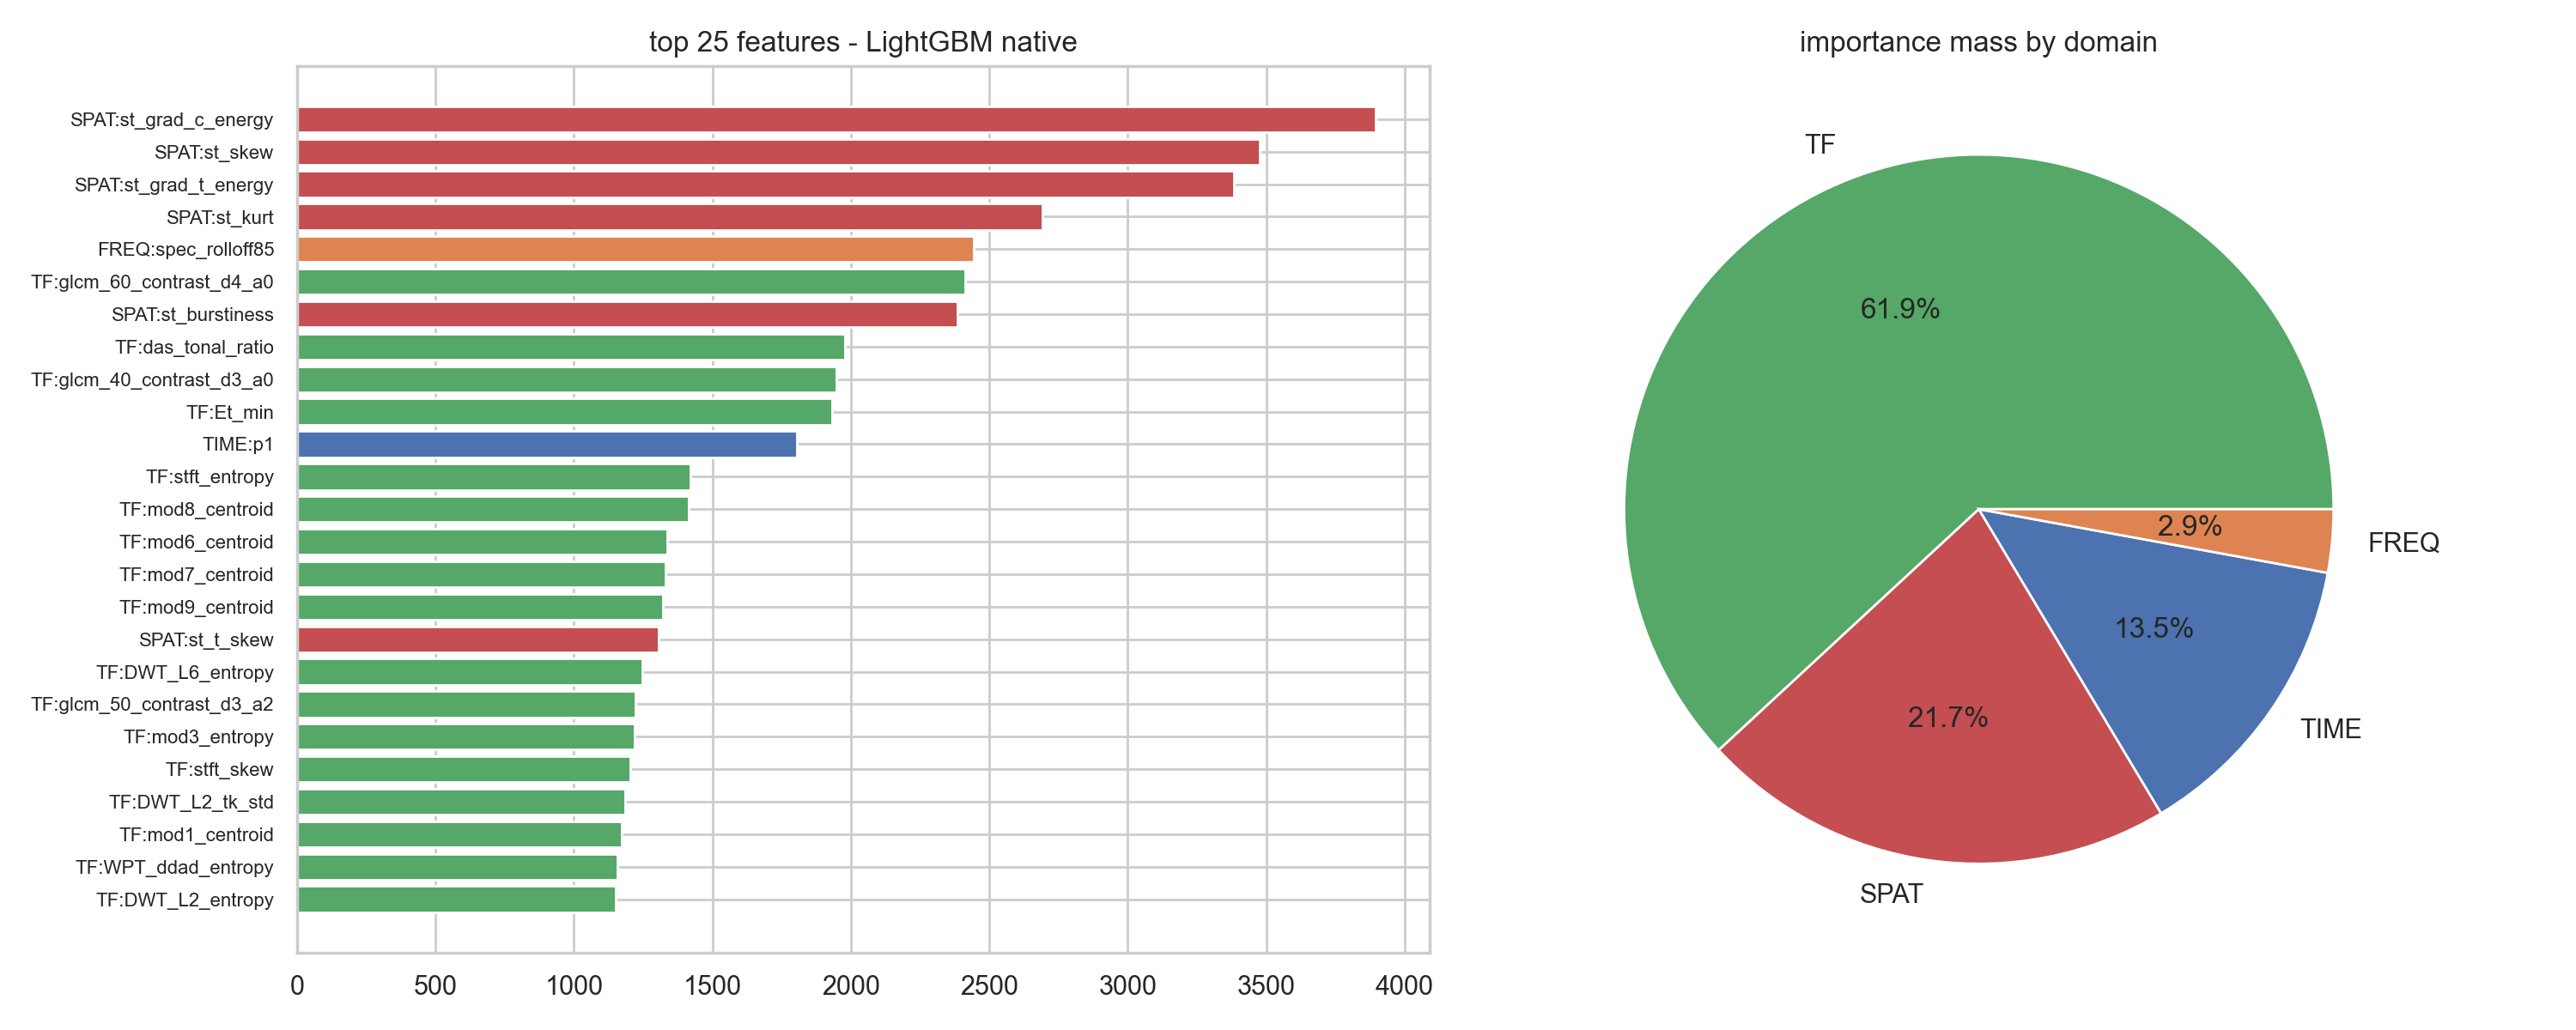 top 25 features - LightGBM native
SPAT:st_grad_c_energy
SPAT:st_skew
SPAT:st_grad_t_energy
SPAT:st_kurt
FREQ:spec_rolloff85
TF:glcm_60_contrast_d4_a0
SPAT:st_burstiness
TF:das_tonal_ratio
TF:glcm_40_contrast_d3_a0
TF:Et_min
TIME:p1
TF:stft_entropy
TF:mod8_centroid
TF:mod6_centroid
TF:mod7_centroid
TF:mod9_centroid
SPAT:st_t_skew
TF:DWT_L6_entropy
TF:glcm_50_contrast_d3_a2
TF:mod3_entropy
TF:stft_skew
TF:DWT_L2_tk_std
TF:mod1_centroid
TF:WPT_ddad_entropy
TF:DWT_L2_entropy
0 500 1000 1500 2000 2500 3000 3500 4000
importance mass by domain
TF
61.9%
2.9%
FREQ
13.5%
TIME
21.7%
SPAT